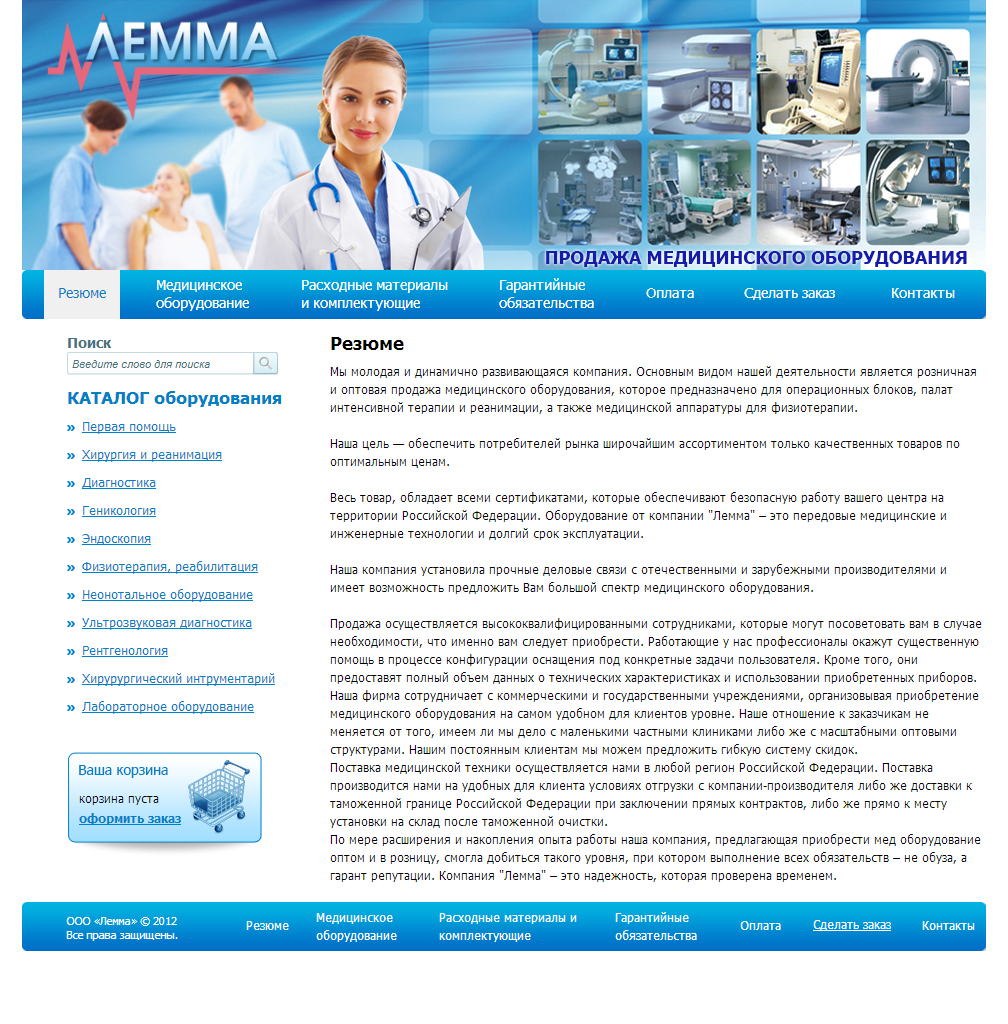 ЛЕММА
ПРОДАЖА МЕДИЦИНСКОГО ОБОРУДОВАНИЯ
Резюме
Медицинское
оборудование
Расходные материалы
и комплектующие
Гарантийные
обязательства
Оплата
Сделать заказ
Контакты
Поиск
Введите слово для поиска
КАТАЛОГ оборудования
Первая помощь
Хирургия и реанимация
Диагностика
Геникология
Эндоскопия
Физиотерапия, реабилитация
Неонотальное оборудование
Ультрозвуковая диагностика
Рентгенология
Хирурургический интрументарий
Лабораторное оборудование
Ваша корзина
корзина пуста
оформить заказ
Резюме
Мы молодая и динамично развивающаяся компания. Основным видом нашей деятельности является розничная
и оптовая продажа медицинского оборудования, которое предназначено для операционных блоков, палат
интенсивной терапии и реанимации, а также медицинской аппаратуры для физиотерапии.
Наша цель — обеспечить потребителей рынка широчайшим ассортиментом только качественных товаров по
оптимальным ценам.
Весь товар, обладает всеми сертификатами, которые обеспечивают безопасную работу вашего центра на
территории Российской Федерации. Оборудование от компании "Лемма" – это передовые медицинские и
инженерные технологии и долгий срок эксплуатации.
Наша компания установила прочные деловые связи с отечественными и зарубежными производителями и
имеет возможность предложить Вам большой спектр медицинского оборудования.
Продажа осуществляется высококвалифицированными сотрудниками, которые могут посоветовать вам в случае
необходимости, что именно вам следует приобрести. Работающие у нас профессионалы окажут существенную
помощь в процессе конфигурации оснащения под конкретные задачи пользователя. Кроме того, они
предоставят полный объем данных о технических характеристиках и использовании приобретенных приборов.
Наша фирма сотрудничает с коммерческими и государственными учреждениями, организовывая приобретение
медицинского оборудования на самом удобном для клиентов уровне. Наше отношение к заказчикам не
меняется от того, имеем ли мы дело с маленькими частными клиниками либо же с масштабными оптовыми
структурами. Нашим постоянным клиентам мы можем предложить гибкую систему скидок.
Поставка медицинской техники осуществляется нами в любой регион Российской Федерации. Поставка
производится нами на удобных для клиента условиях отгрузки с компании-производителя либо же доставки к
таможенной границе Российской Федерации при заключении прямых контрактов, либо же прямо к месту
установки на склад после таможенной очистки.
По мере расширения и накопления опыта работы наша компания, предлагающая приобрести мед оборудование
оптом и в розницу, смогла добиться такого уровня, при котором выполнение всех обязательств – не обуза, а
гарант репутации. Компания "Лемма" – это надежность, которая проверена временем.
ООО «Лемма» © 2012
Все права защищены.
Резюме
Медицинское
оборудование
Расходные материалы и
комплектующие
Гарантийные
обязательства
Оплата
Сделать заказ
Контакты